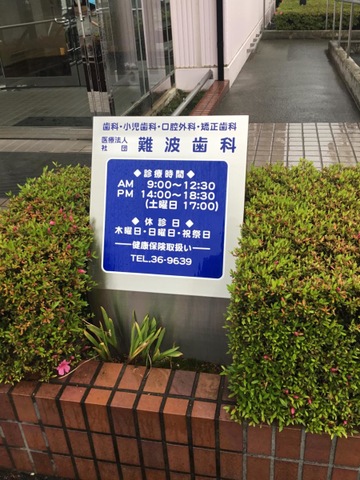 歯科・小児歯科・口腔外科・矯正歯科
医療法人
社団 難波歯科
◆診療時間◆
AM 9:00〜12:30
PM 14:00〜18:30
(土曜日 17:00)
◆休診日◆
木曜日・日曜日・祝祭日
―健康保険取扱い―
TEL.36-9639